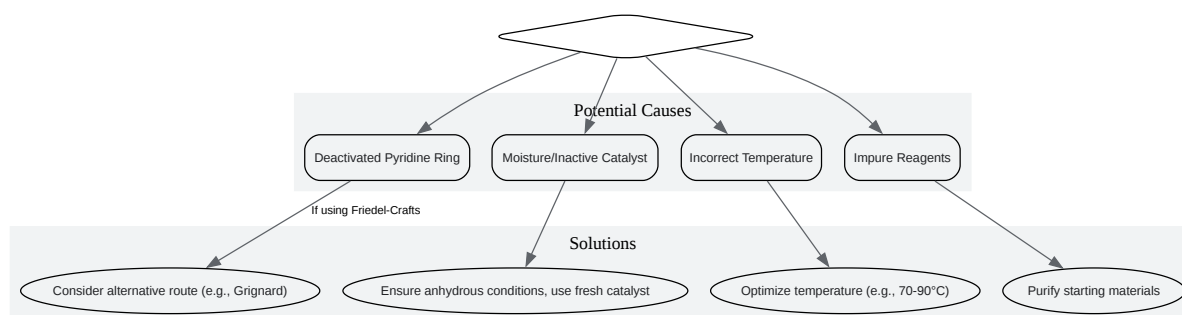 Potential Causes
Deactivated Pyridine Ring
Moisture/Inactive Catalyst
Incorrect Temperature
Impure Reagents
If using Friedel-Crafts
Solutions
Consider alternative route (e.g., Grignard)
Ensure anhydrous conditions, use fresh catalyst
Optimize temperature (e.g., 70-90°C)
Purify starting materials